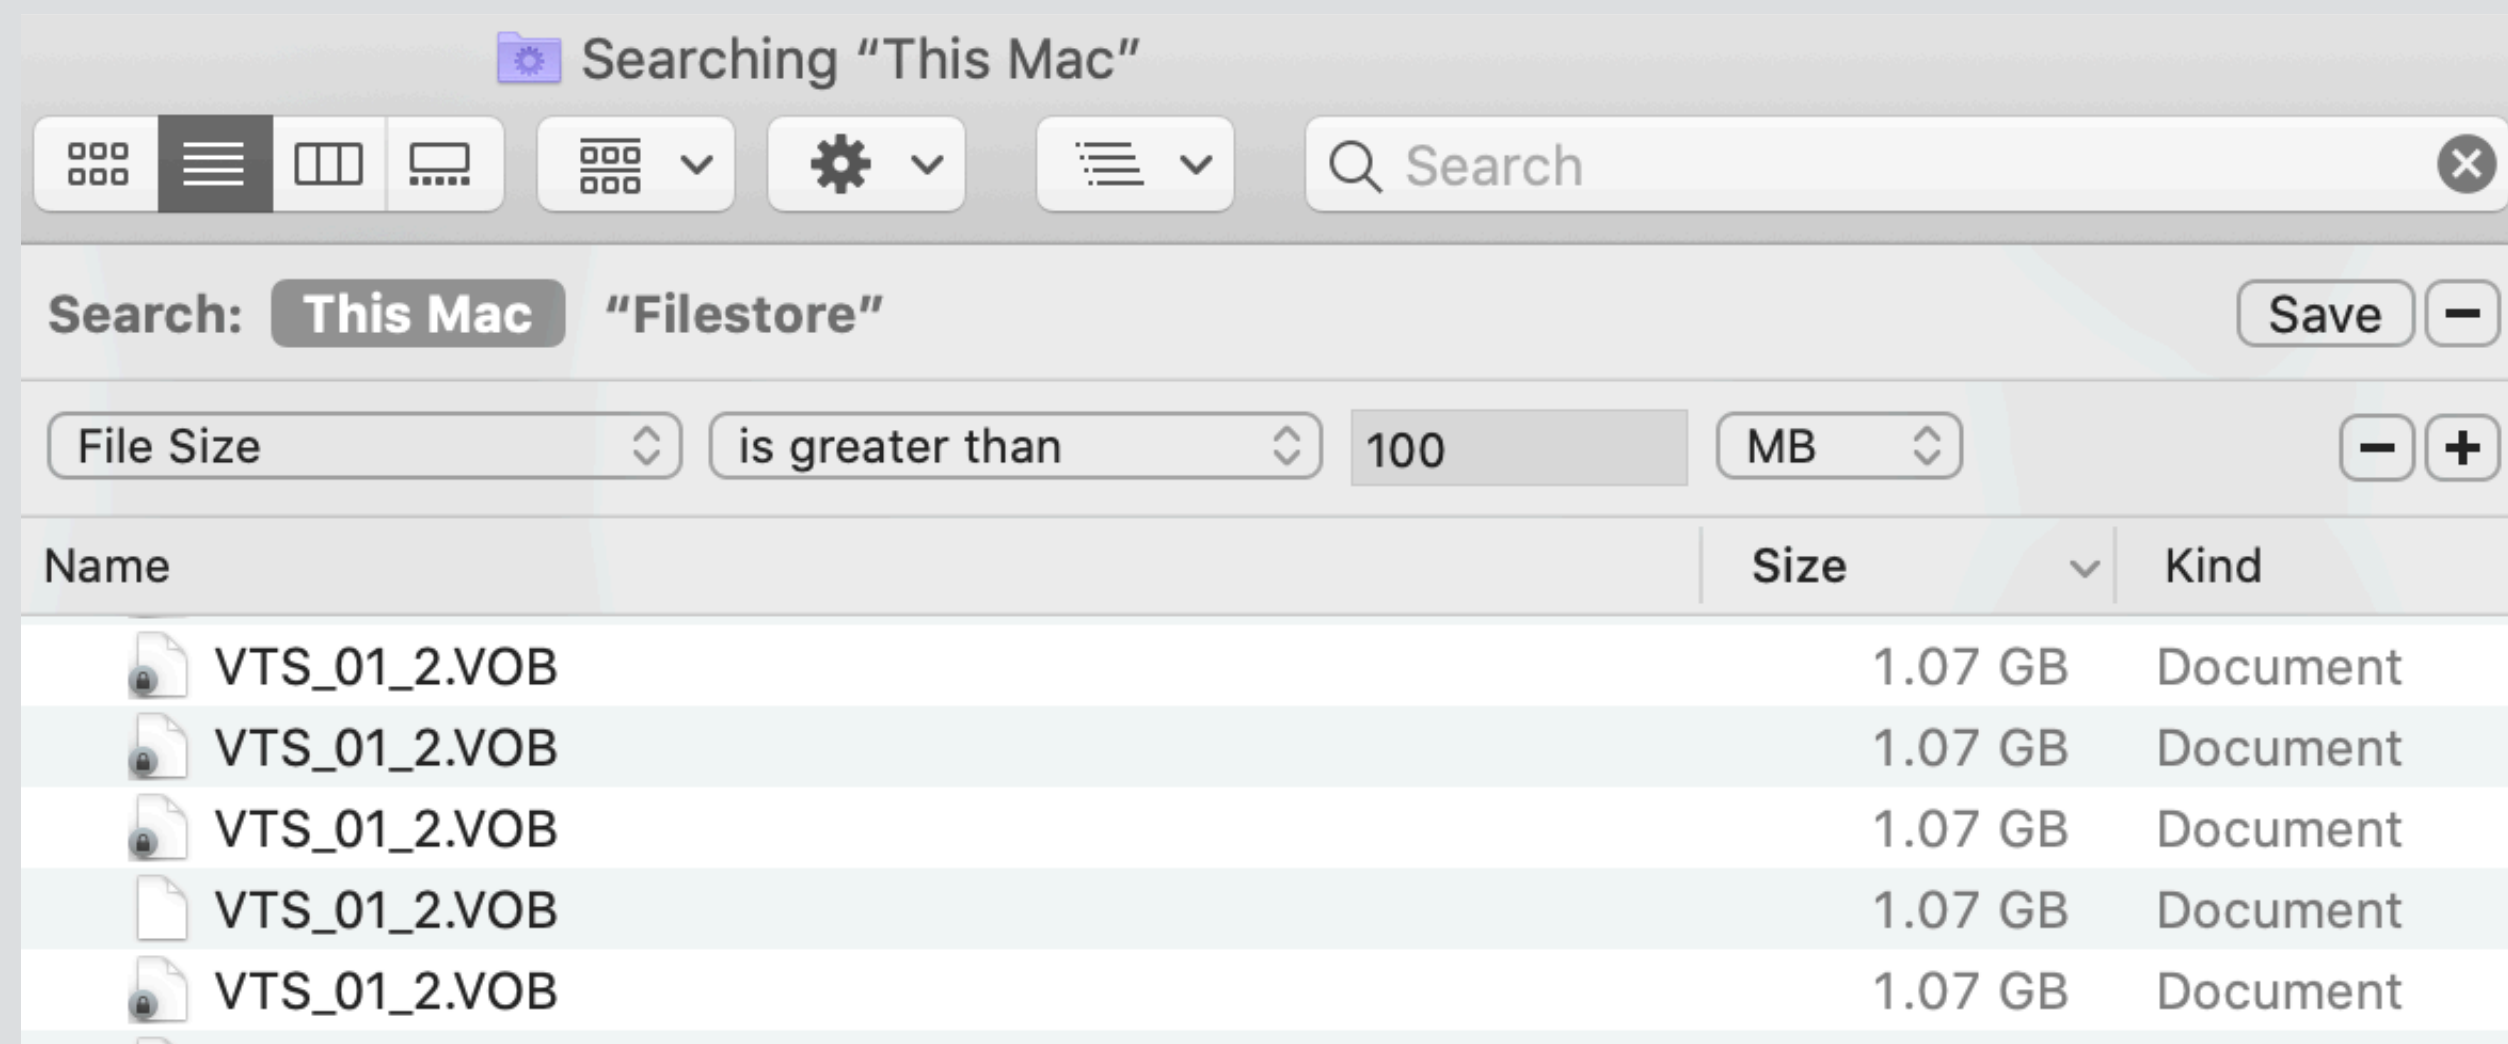 Searching “This Mac”
Search
Search: This Mac “Filestore” Save
File Size is greater than 100 MB
Name Size Kind
VTS_01_2.VOB 1.07 GB Document
VTS_01_2.VOB 1.07 GB Document
VTS_01_2.VOB 1.07 GB Document
VTS_01_2.VOB 1.07 GB Document
VTS_01_2.VOB 1.07 GB Document